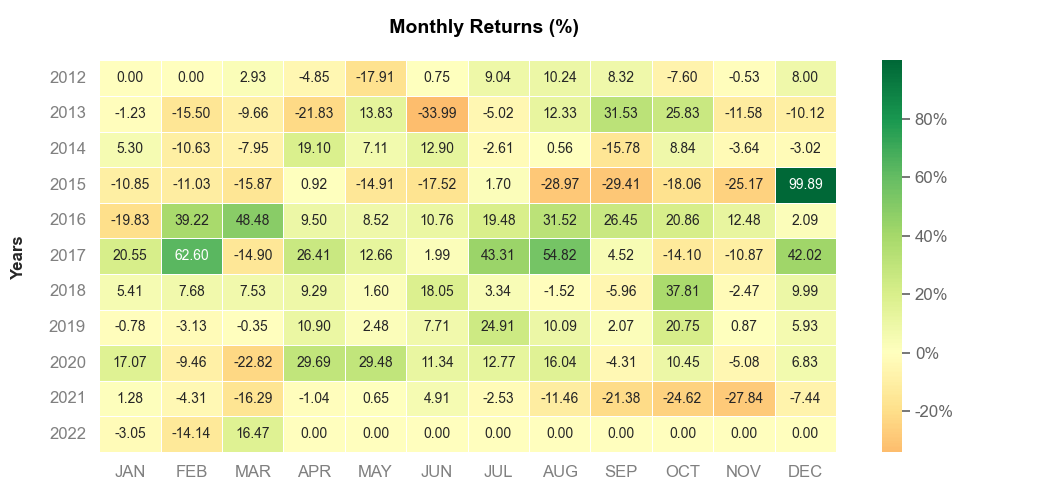 Monthly Returns (%)
Years
2012 0.00 0.00 2.93 -4.85 -17.91 0.75 9.04 10.24 8.32 -7.60 -0.53 8.00
2013 -1.23 -15.50 -9.66 -21.83 13.83 -33.99 -5.02 12.33 31.53 25.83 -11.58 -10.12
2014 5.30 -10.63 -7.95 19.10 7.11 12.90 -2.61 0.56 -15.78 8.84 -3.64 -3.02
2015 -10.85 -11.03 -15.87 0.92 -14.91 -17.52 1.70 -28.97 -29.41 -18.06 -25.17 99.89
2016 -19.83 39.22 48.48 9.50 8.52 10.76 19.48 31.52 26.45 20.86 12.48 2.09
2017 20.55 62.60 -14.90 26.41 12.66 1.99 43.31 54.82 4.52 -14.10 -10.87 42.02
2018 5.41 7.68 7.53 9.29 1.60 18.05 3.34 -1.52 -5.96 37.81 -2.47 9.99
2019 -0.78 -3.13 -0.35 10.90 2.48 7.71 24.91 10.09 2.07 20.75 0.87 5.93
2020 17.07 -9.46 -22.82 29.69 29.48 11.34 12.77 16.04 -4.31 10.45 -5.08 6.83
2021 1.28 -4.31 -16.29 -1.04 0.65 4.91 -2.53 -11.46 -21.38 -24.62 -27.84 -7.44
2022 -3.05 -14.14 16.47 0.00 0.00 0.00 0.00 0.00 0.00 0.00 0.00 0.00
JAN FEB MAR APR MAY JUN JUL AUG SEP OCT NOV DEC
80%
60%
40%
20%
0%
-20%